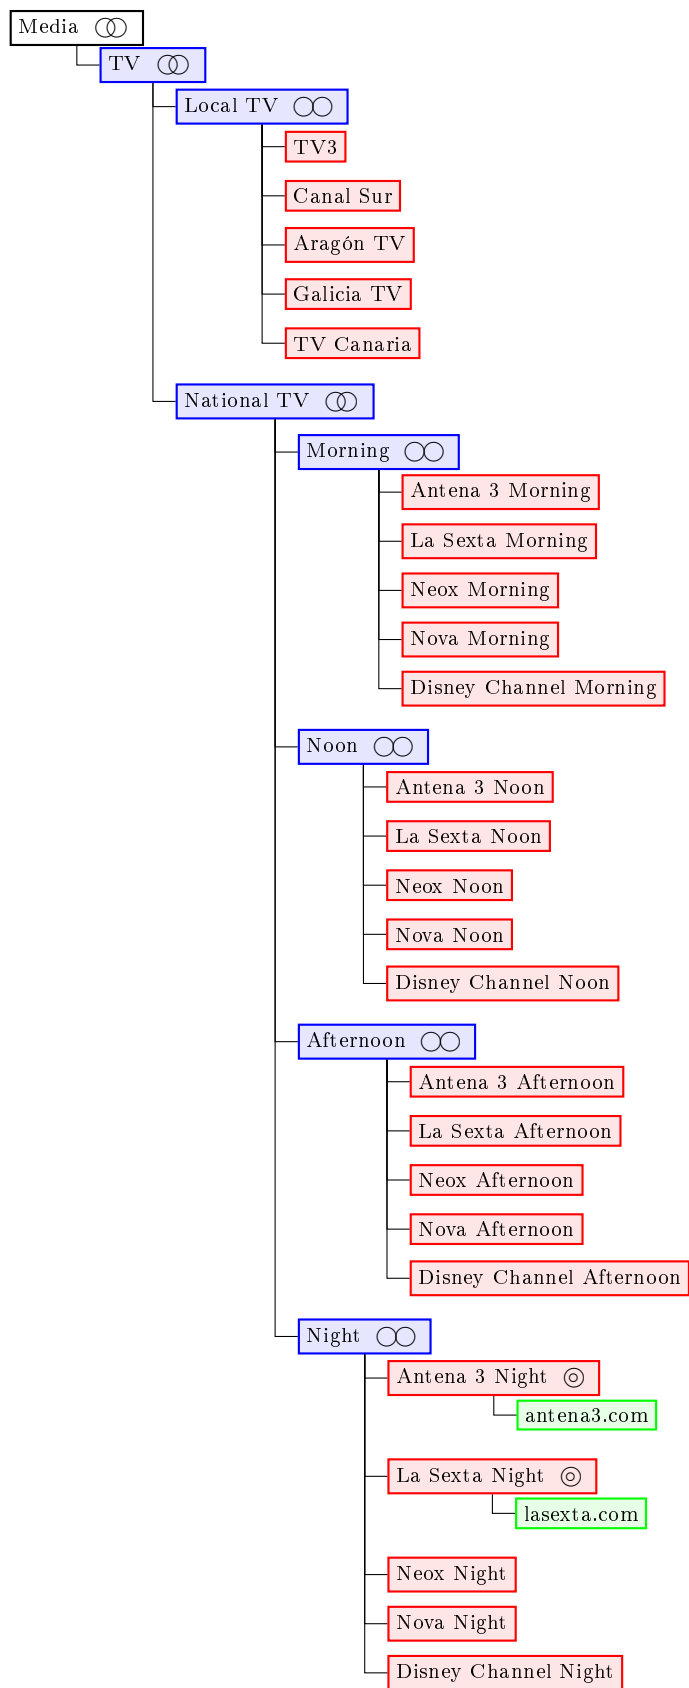 Media
TV
Local TV
TV3
Canal Sur
Aragón TV
Galicia TV
TV Canaria
National TV
Morning
Antena 3 Morning
La Sexta Morning
Neox Morning
Nova Morning
Disney Channel Morning
Noon
Antena 3 Noon
La Sexta Noon
Neox Noon
Nova Noon
Disney Channel Noon
Afternoon
Antena 3 Afternoon
La Sexta Afternoon
Neox Afternoon
Nova Afternoon
Disney Channel Afternoon
Night
Antena 3 Night
antena3.com
La Sexta Night
lasexta.com
Neox Night
Nova Night
Disney Channel Night